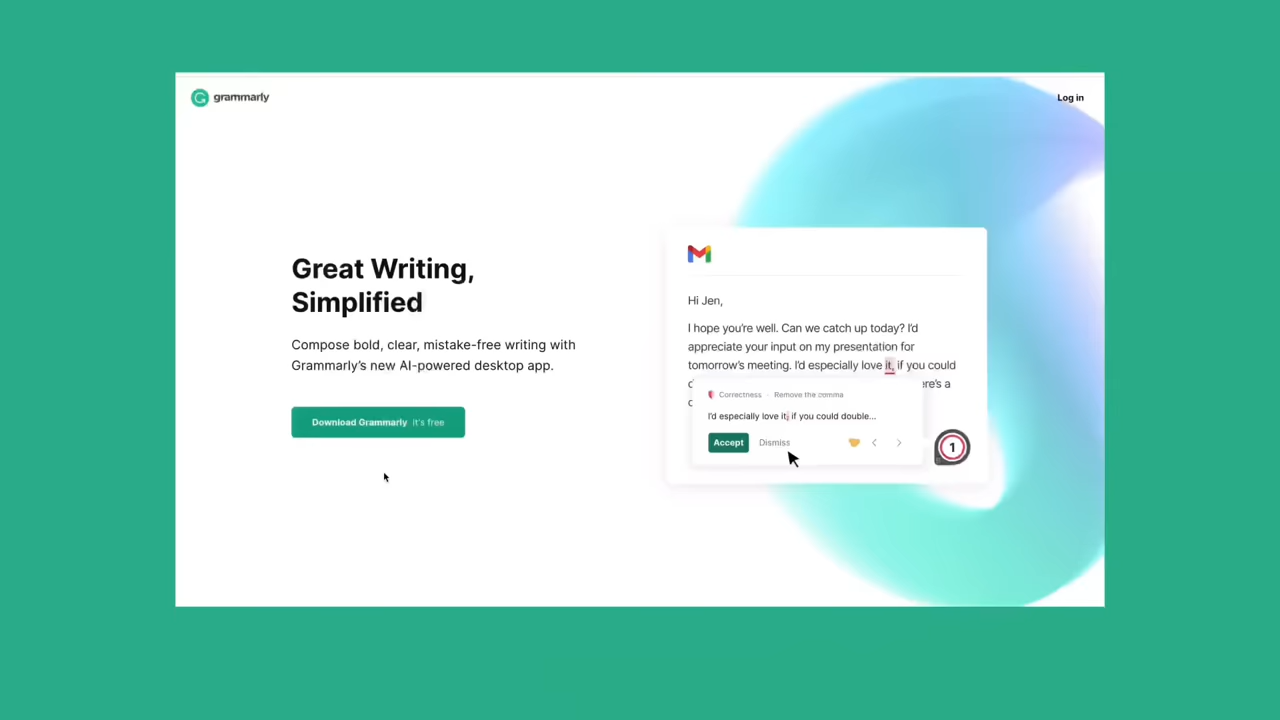 grammarly
Log in
Great Writing,
Simplified
Compose bold, clear, mistake-free writing with
Grammarly's new AI-powered desktop app.
Download Grammarly It's free
Hi Jen,
I hope you're well. Can we catch up today? I'd
appreciate your input on my presentation for
tomorrow's meeting. I'd especially love it, if you could
Correctness · Remove the comma
I'd especially love it, if you could double...
Accept Dismiss
1